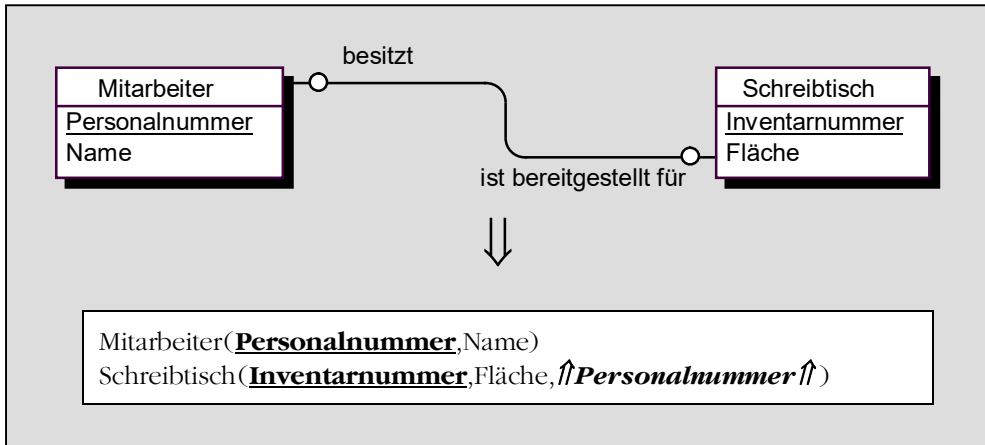 besitzt
Mitarbeiter
Personalnummer
Name
Schreibtisch
Inventarnummer
Fläche
ist bereitgestellt für
⇓
Mitarbeiter(Personalnummer,Name)
Schreibtisch(Inventarnummer,Fläche,⇑Personalnummer⇑)